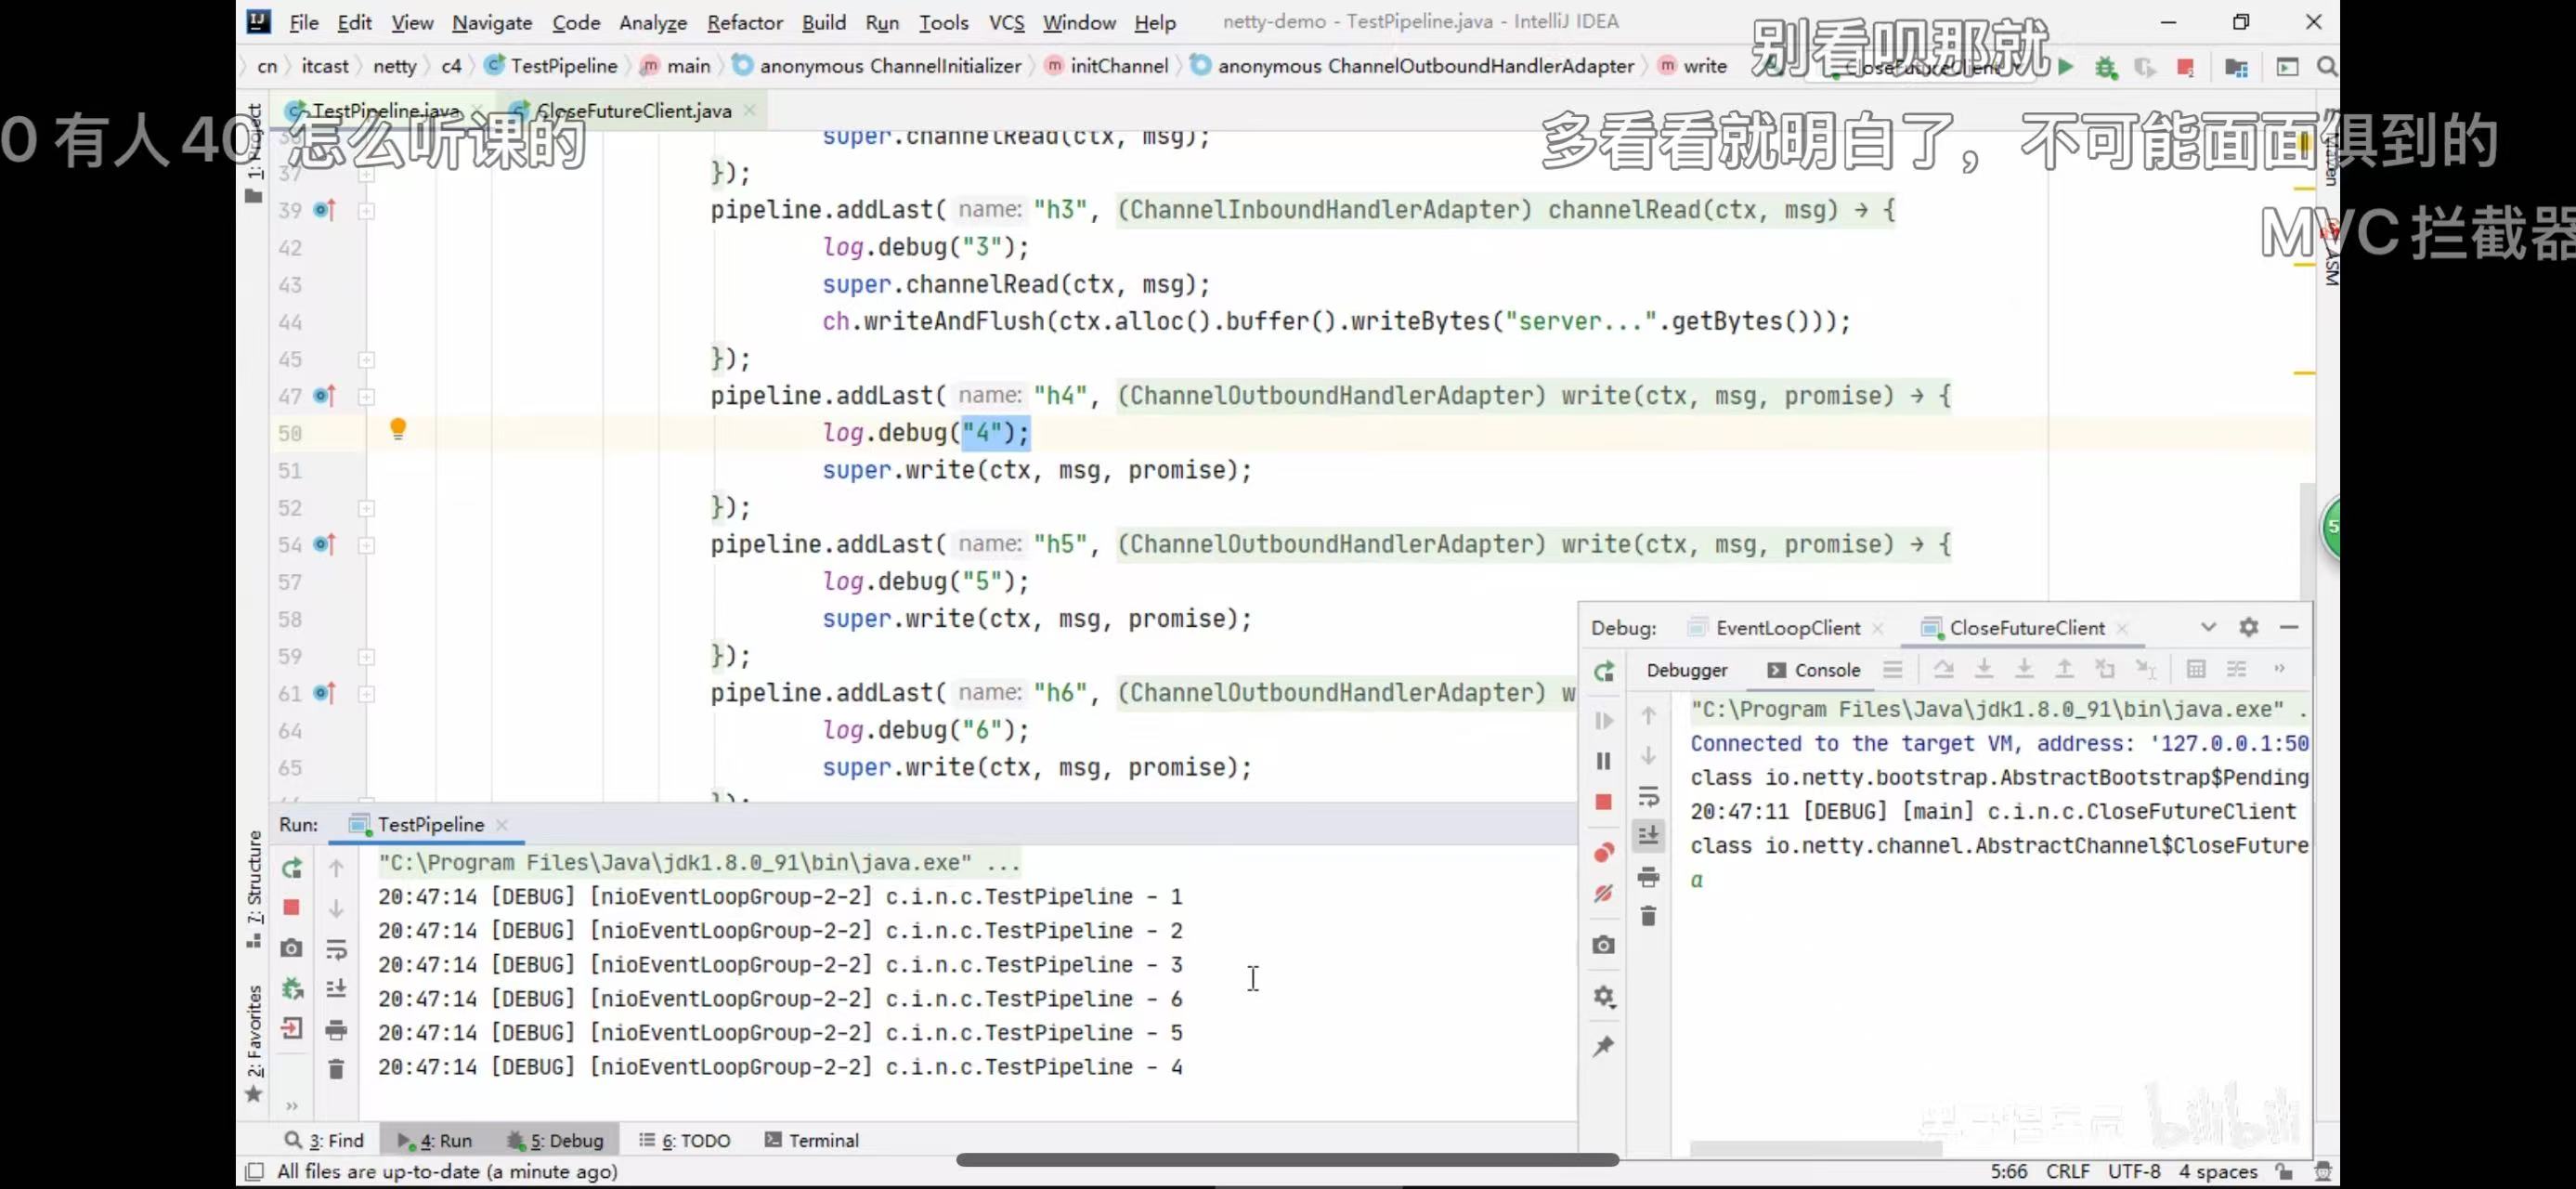 File Edit View Navigate Code Analyze Refactor Build Run Tools VCS Window Help netty-demo - TestPipeline.java - IntelliJ IDEA
别看呗那就
cn itcast netty c4 TestPipeline main anonymous ChannelInitializer initChannel anonymous ChannelOutboundHandlerAdapter write CloseFutureClient
TestPipeline.java CloseFutureClient.java
0 有人 40 怎么听课的
多看看就明白了，不可能面面俱到的
MVC 拦截器
1: Project
Maven
ASM
super.channelRead(ctx, msg);
37 });
39 pipeline.addLast( name: "h3", (ChannelInboundHandlerAdapter) channelRead(ctx, msg) → {
42 log.debug("3");
43 super.channelRead(ctx, msg);
44 ch.writeAndFlush(ctx.alloc().buffer().writeBytes("server...".getBytes()));
45 });
47 pipeline.addLast( name: "h4", (ChannelOutboundHandlerAdapter) write(ctx, msg, promise) → {
50 log.debug("4");
51 super.write(ctx, msg, promise);
52 });
54 pipeline.addLast( name: "h5", (ChannelOutboundHandlerAdapter) write(ctx, msg, promise) → {
57 log.debug("5");
58 super.write(ctx, msg, promise);
59 });
61 pipeline.addLast( name: "h6", (ChannelOutboundHandlerAdapter) w
64 log.debug("6");
65 super.write(ctx, msg, promise);
});
5
Debug: EventLoopClient CloseFutureClient
Debugger Console
"C:\Program Files\Java\jdk1.8.0_91\bin\java.exe" .
Connected to the target VM, address: '127.0.0.1:50
class io.netty.bootstrap.AbstractBootstrap$Pending
20:47:11 [DEBUG] [main] c.i.n.c.CloseFutureClient
class io.netty.channel.AbstractChannel$CloseFuture
a
7: Structure
2: Favorites
Run: TestPipeline
"C:\Program Files\Java\jdk1.8.0_91\bin\java.exe" ...
20:47:14 [DEBUG] [nioEventLoopGroup-2-2] c.i.n.c.TestPipeline - 1
20:47:14 [DEBUG] [nioEventLoopGroup-2-2] c.i.n.c.TestPipeline - 2
20:47:14 [DEBUG] [nioEventLoopGroup-2-2] c.i.n.c.TestPipeline - 3
20:47:14 [DEBUG] [nioEventLoopGroup-2-2] c.i.n.c.TestPipeline - 6
20:47:14 [DEBUG] [nioEventLoopGroup-2-2] c.i.n.c.TestPipeline - 5
20:47:14 [DEBUG] [nioEventLoopGroup-2-2] c.i.n.c.TestPipeline - 4
bilibili
3: Find 4: Run 5: Debug 6: TODO Terminal
All files are up-to-date (a minute ago) 5:66 CRLF UTF-8 4 spaces